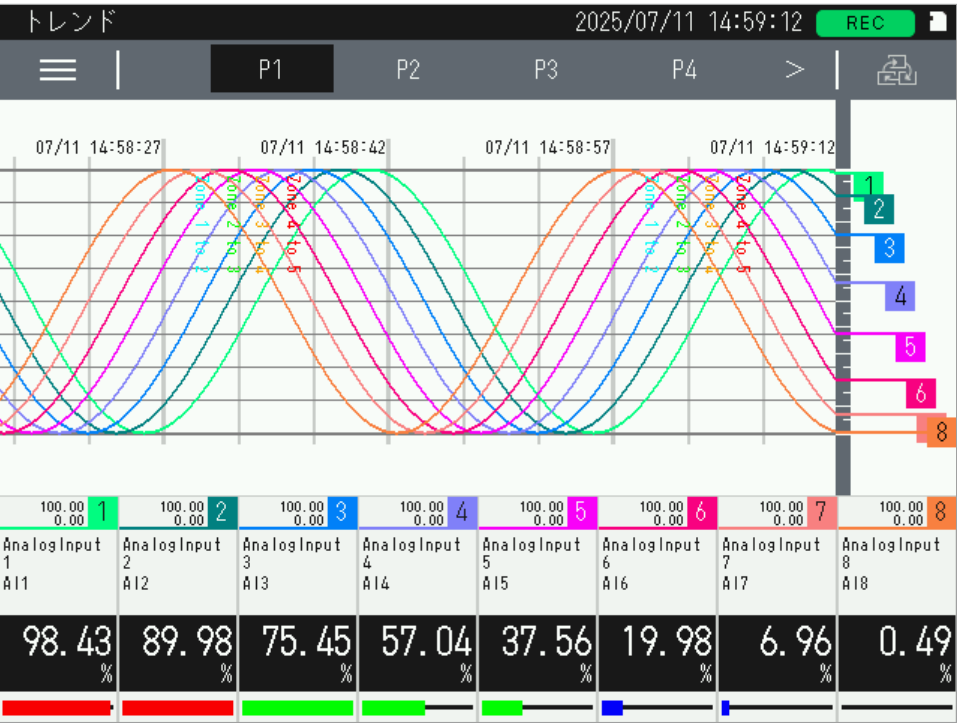 トレンド 2025/07/11 14:59:12 REC
P1 P2 P3 P4 >
07/11 14:58:27 07/11 14:58:42 07/11 14:58:57 07/11 14:59:12
Zone 1 to 2 Zone 2 to 3 Zone 3 to 4 Zone 4 to 5 Zone 1 to 2 Zone 2 to 3 Zone 3 to 4 Zone 4 to 5
1
2
3
4
5
6
8
100.00 1 100.00 2 100.00 3 100.00 4 100.00 5 100.00 6 100.00 7 100.00 8
0.00 0.00 0.00 0.00 0.00 0.00 0.00 0.00
AnalogInput AnalogInput AnalogInput AnalogInput AnalogInput AnalogInput AnalogInput AnalogInput
1 2 3 4 5 6 7 8
AI1 AI2 AI3 AI4 AI5 AI6 AI7 AI8
98.43 89.98 75.45 57.04 37.56 19.98 6.96 0.49
% % % % % % % %